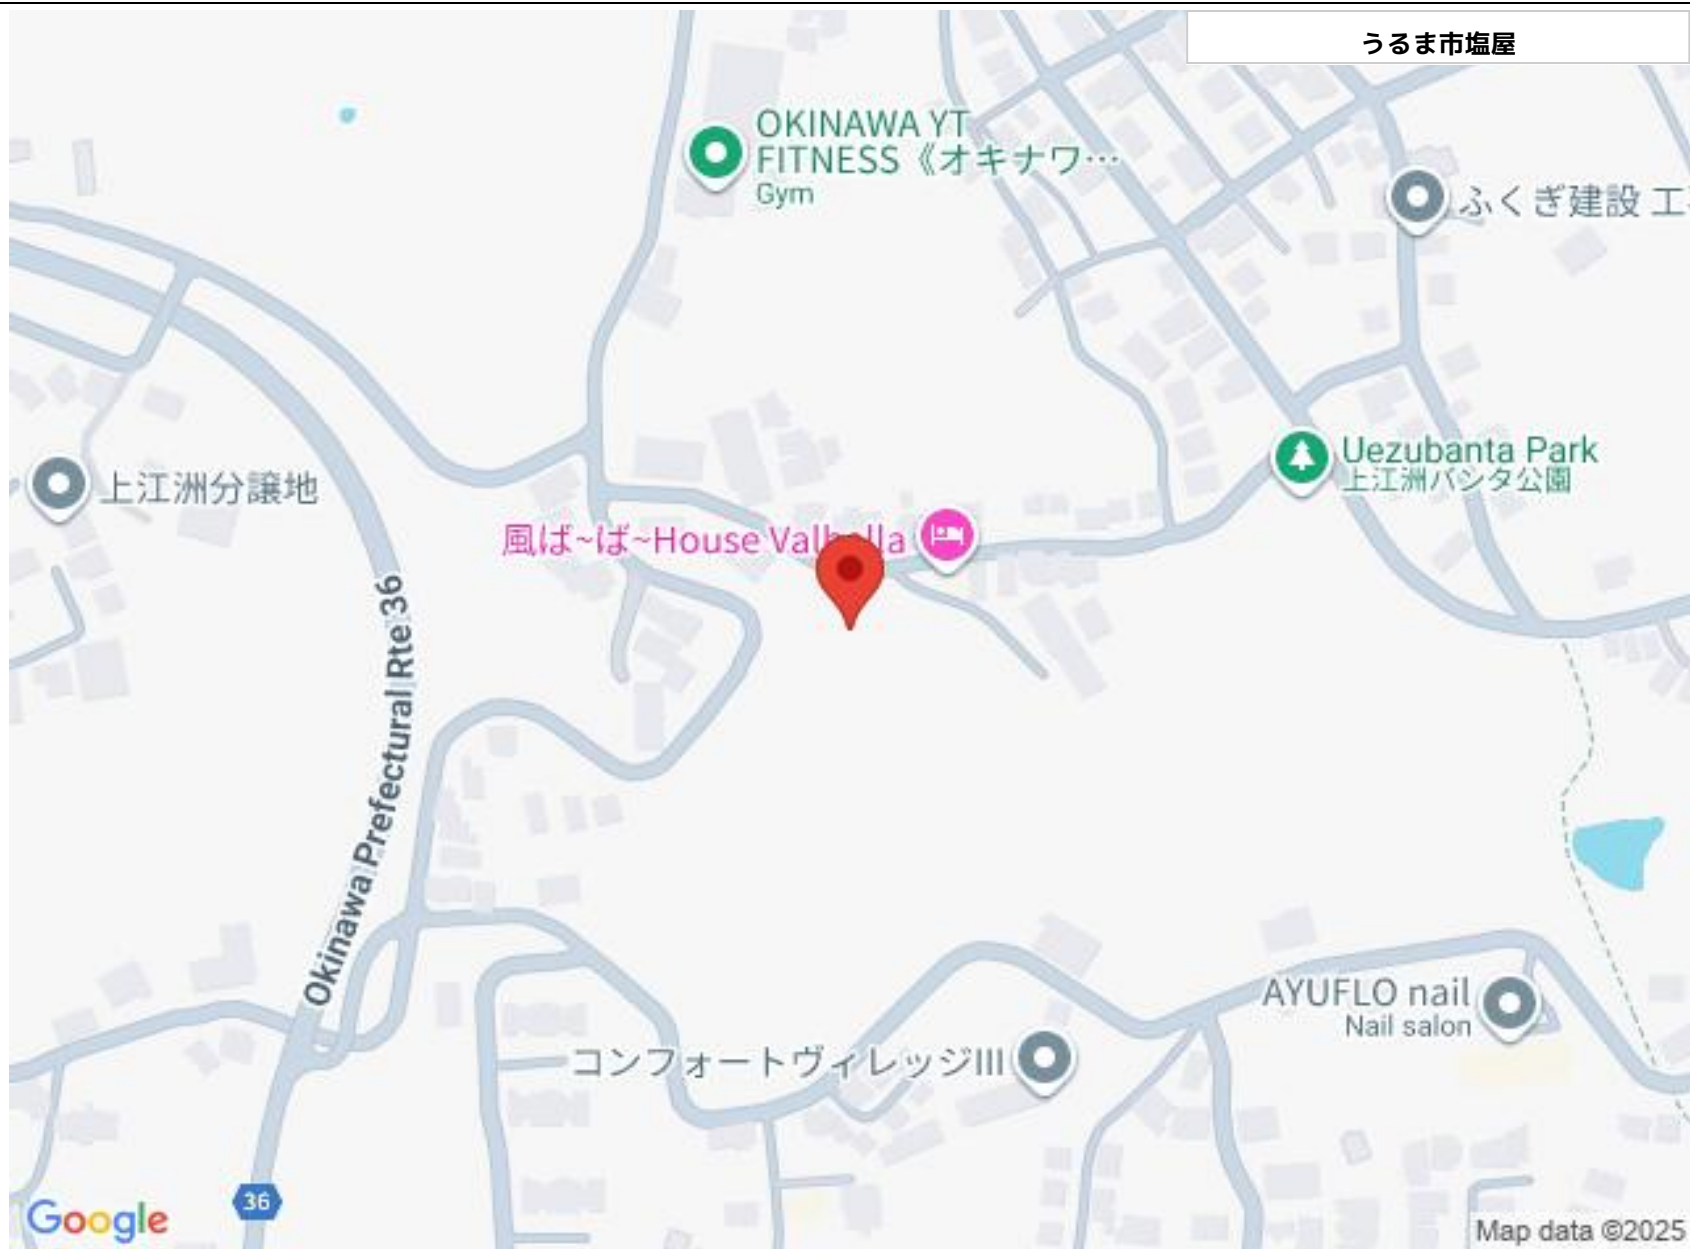 うるま市塩屋
OKINAWA YT
FITNESS《オキナワ…
Gym
ふくぎ建設 工
Uezubanta Park
上江洲バンタ公園
上江洲分譲地
風ば~ば~House Valhalla
Okinawa Prefectural Rte 36
AYUFLO nail
Nail salon
コンフォートヴィレッジIII
36
Google
Map data ©2025